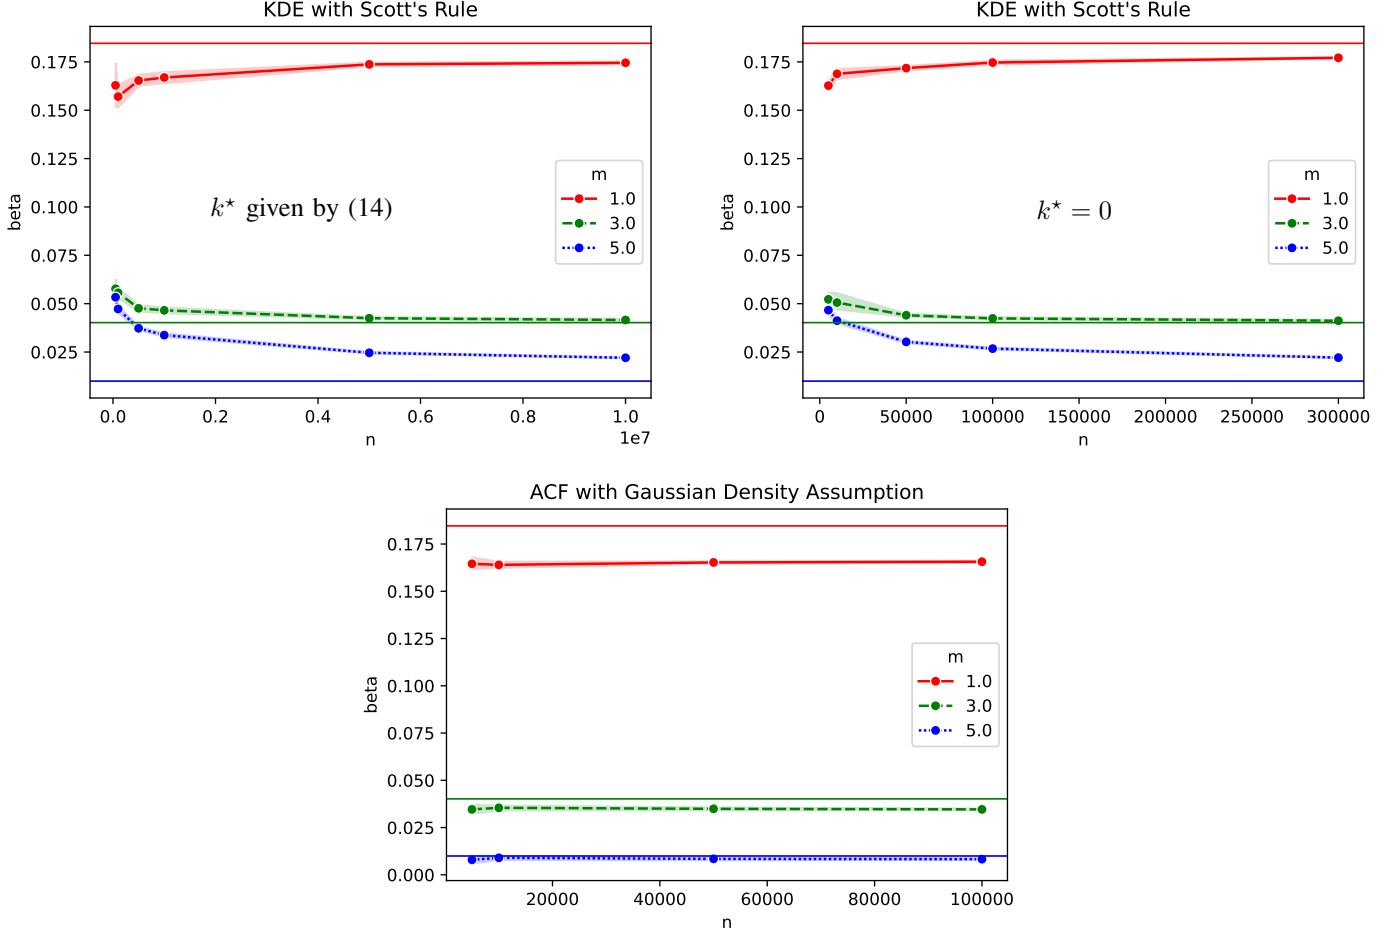 KDE with Scott's Rule
beta
0.175
0.150
0.125
0.100
0.075
0.050
0.025
k⋆ given by (14)
m
1.0
3.0
5.0
0.0 0.2 0.4 0.6 0.8 1.0
1e7
n
KDE with Scott's Rule
beta
0.175
0.150
0.125
0.100
0.075
0.050
0.025
k⋆ = 0
m
1.0
3.0
5.0
0 50000 100000 150000 200000 250000 300000
n
ACF with Gaussian Density Assumption
beta
0.175
0.150
0.125
0.100
0.075
0.050
0.025
0.000
m
1.0
3.0
5.0
20000 40000 60000 80000 100000
n